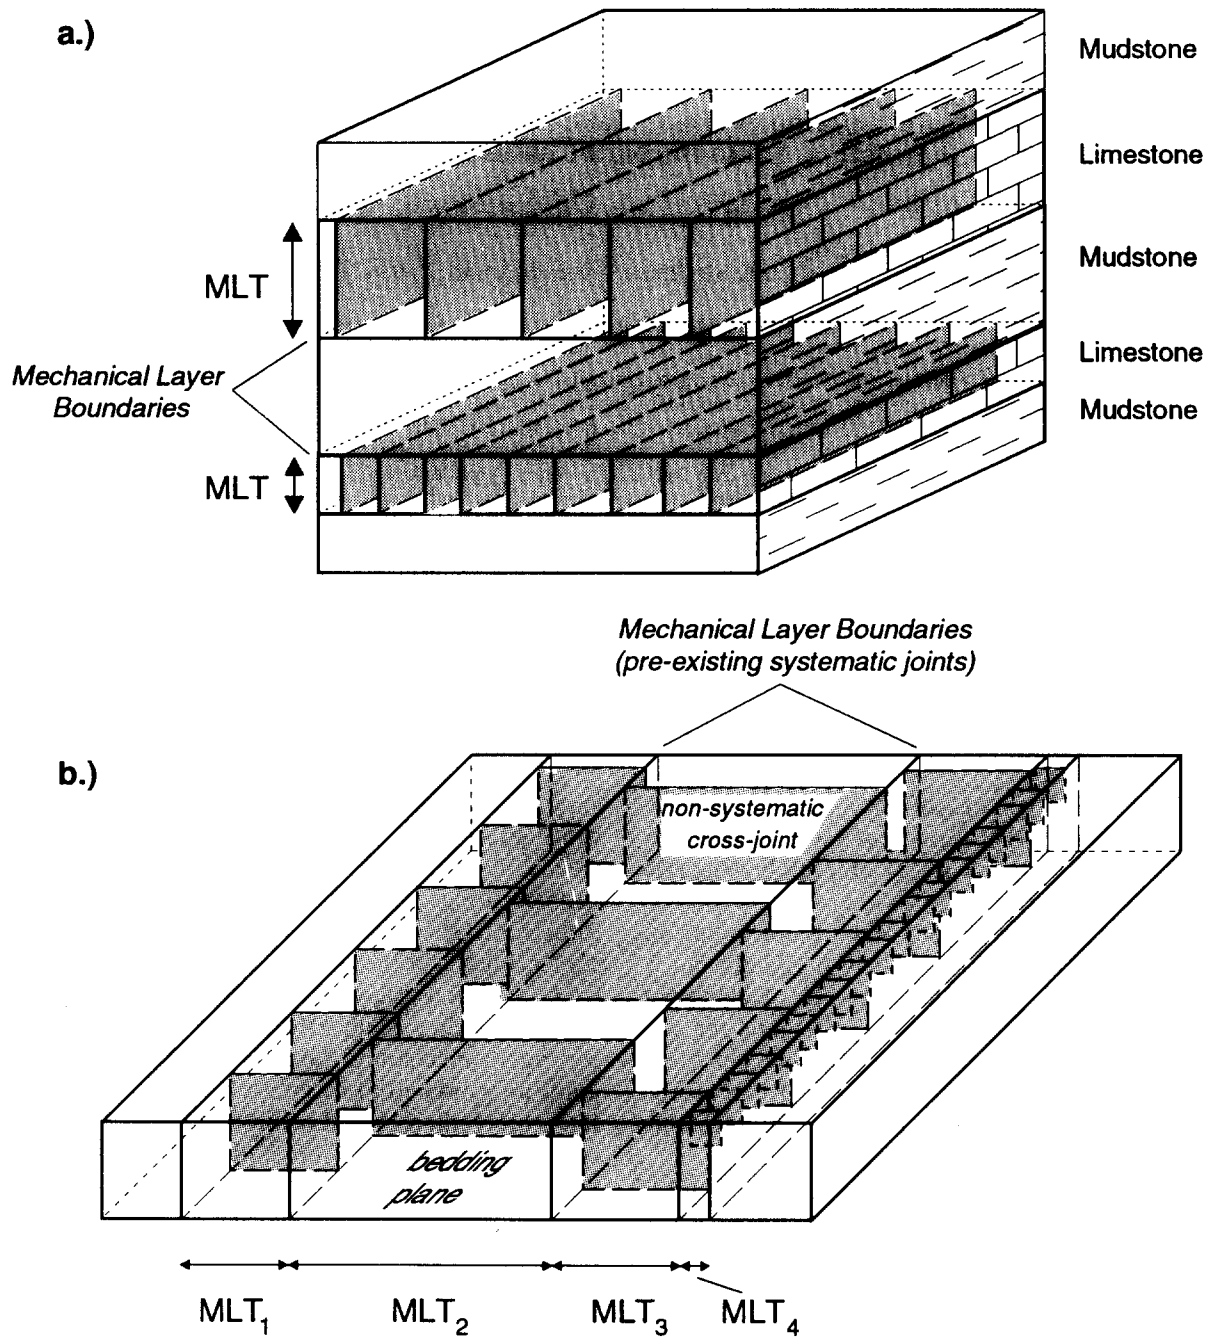 a.)
Mudstone
Limestone
Mudstone
Limestone
Mudstone
MLT
Mechanical Layer
Boundaries
MLT
Mechanical Layer Boundaries
(pre-existing systematic joints)
b.)
non-systematic
cross-joint
bedding
plane
MLT1
MLT2
MLT3
MLT4